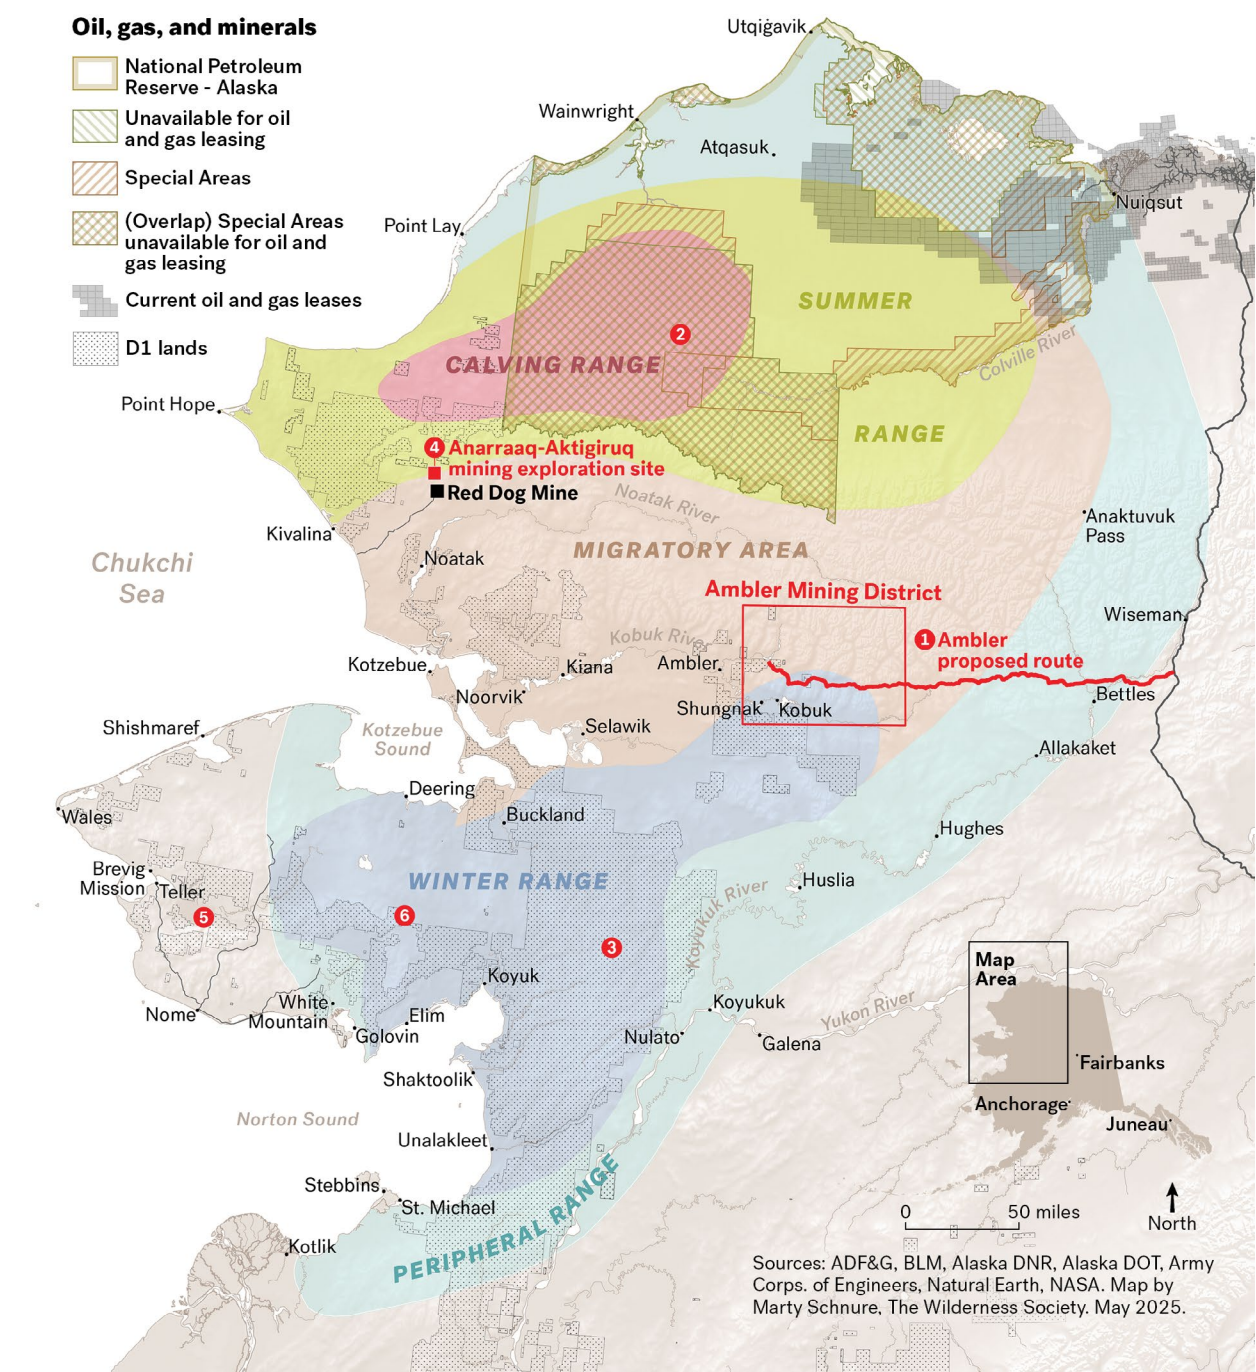 Oil, gas, and minerals
National Petroleum
Reserve - Alaska
Unavailable for oil
and gas leasing
Special Areas
(Overlap) Special Areas
unavailable for oil and
gas leasing
Current oil and gas leases
D1 lands
Utqiġavik
Wainwright
Atqasuk
Nuiqsut
Point Lay
SUMMER
2
CALVING RANGE
Colville River
Point Hope
RANGE
4 Anarraaq-Aktigiruq
mining exploration site
Red Dog Mine
Noatak River
Kivalina
Anaktuvuk
Pass
Chukchi
Sea
Noatak
MIGRATORY AREA
Ambler Mining District
Wiseman
Kobuk River
1 Ambler
proposed route
Kotzebue
Kiana
Ambler
Noorvik
Bettles
Shungnak
Kobuk
Shishmaref
Kotzebue
Sound
Selawik
Allakaket
Deering
Wales
Buckland
Hughes
Brevig
Mission
Teller
WINTER RANGE
Huslia
5
6
Koyukuk River
3
Map
Area
Koyuk
White
Mountain
Nome
Elim
Golovin
Koyukuk
Yukon River
Nulato
Galena
Fairbanks
Shaktoolik
Anchorage
Norton Sound
Juneau
Unalakleet
Stebbins
St. Michael
PERIPHERAL RANGE
0 50 miles
North
Kotlik
Sources: ADF&G, BLM, Alaska DNR, Alaska DOT, Army
Corps. of Engineers, Natural Earth, NASA. Map by
Marty Schnure, The Wilderness Society. May 2025.